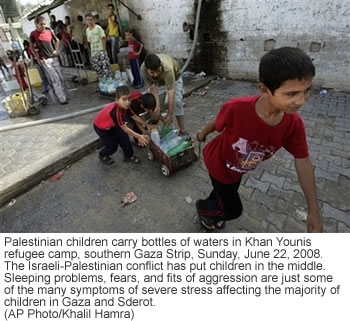 Palestinian children carry bottles of waters in Khan Younis
refugee camp, southern Gaza Strip, Sunday, June 22, 2008.
The Israeli-Palestinian conflict has put children in the middle.
Sleeping problems, fears, and fits of aggression are just some
of the many symptoms of severe stress affecting the majority of
children in Gaza and Sderot.
(AP Photo/Khalil Hamra)